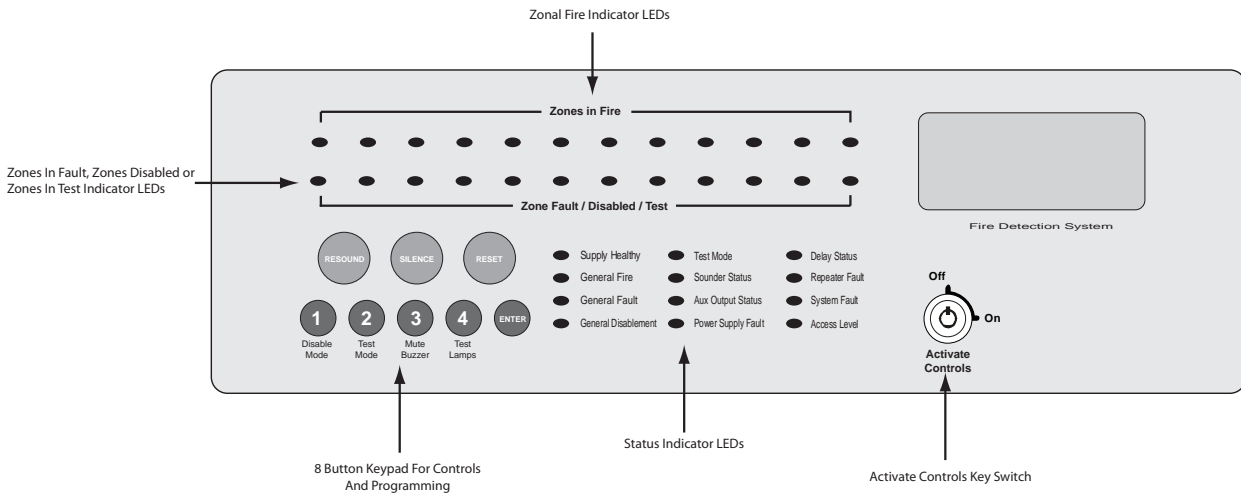 Zonal Fire Indicator LEDs
Zones in Fire
Zones In Fault, Zones Disabled or
Zones In Test Indicator LEDs
Zone Fault / Disabled / Test
Fire Detection System
RESOUND
SILENCE
RESET
Supply Healthy
General Fire
General Fault
General Disablement
Test Mode
Sounder Status
Aux Output Status
Power Supply Fault
Delay Status
Repeater Fault
System Fault
Access Level
Off
On
Activate
Controls
1
2
3
4
ENTER
Disable
Mode
Test
Mode
Mute
Buzzer
Test
Lamps
Status Indicator LEDs
8 Button Keypad For Controls
And Programming
Activate Controls Key Switch